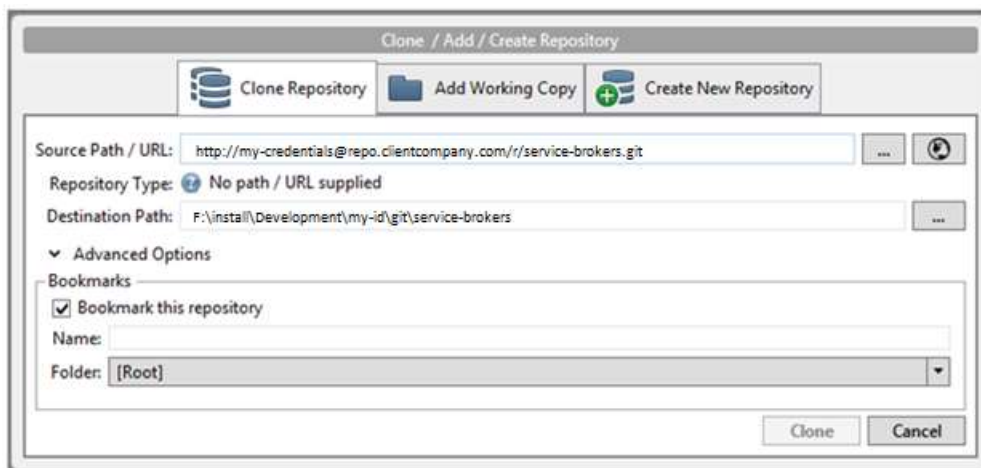 Clone / Add / Create Repository
Clone Repository Add Working Copy Create New Repository
Source Path / URL: http://my-credentials@repo.clientcompany.com/r/service-brokers.git ...
Repository Type: No path / URL supplied
Destination Path: F:\install\Development\my-id\git\service-brokers ...
Advanced Options
Bookmarks
Bookmark this repository
Name:
Folder: [Root]
Clone Cancel